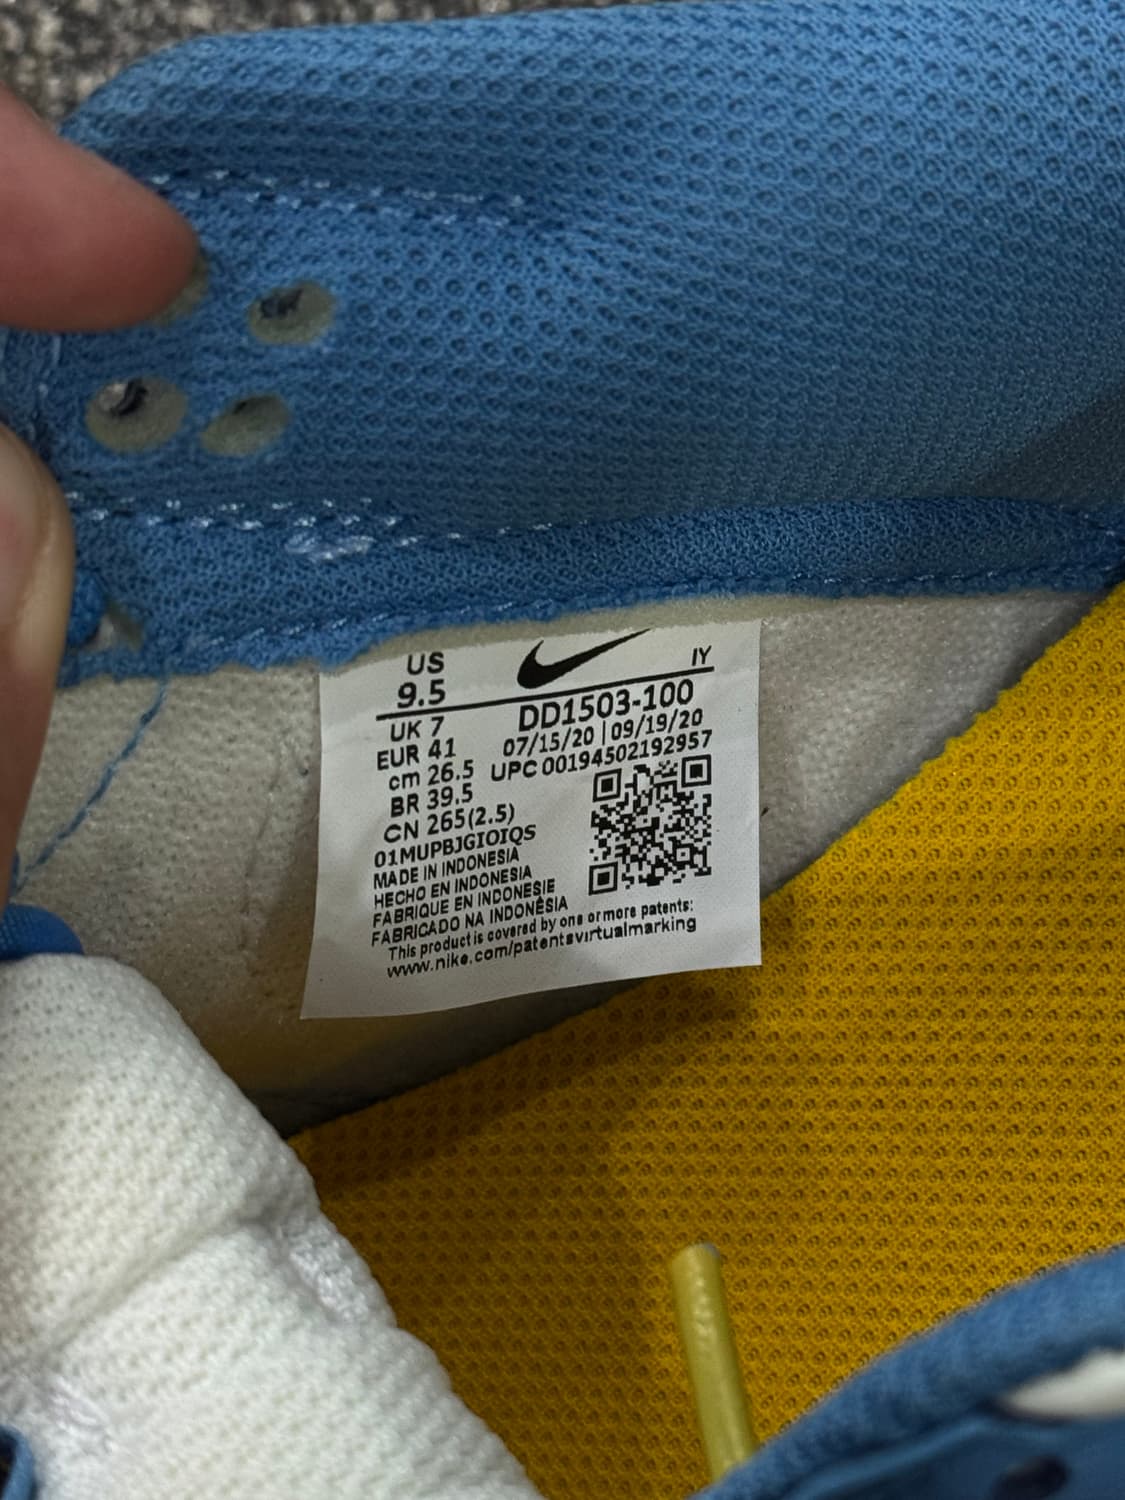 US
9.5
UK 7
EUR 41
cm 26.5
BR 39.5
CN 265(2.5)
01MUPBJGIOIQS
MADE IN INDONESIA
HECHO EN INDONESIA
FABRIQUE EN INDONESIE
FABRICADO NA INDONÊSIA
IY
DD1503-100
07/15/20 | 09/19/20
UPC 00194502192957
This product is covered by one or more patents:
www.nike.com/patentsvirtualmarking